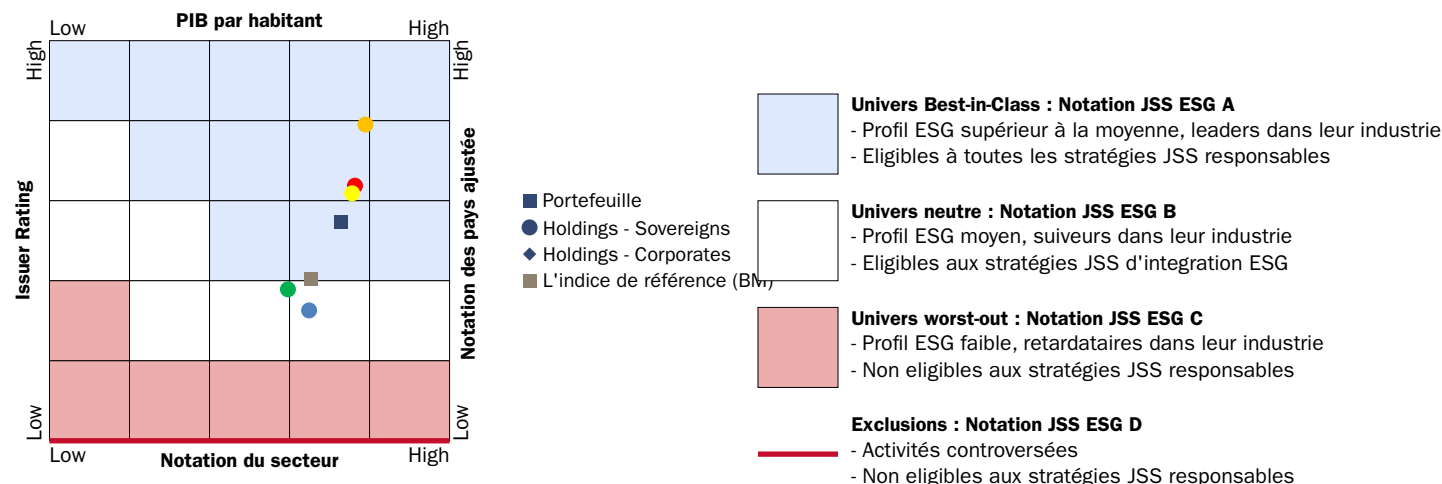 PIB par habitant
Low
High
High
High
Issuer Rating
Notation des pays ajustée
Low
Low
Low
High
Notation du secteur
Portefeuille
Holdings - Sovereigns
Holdings - Corporates
L'indice de référence (BM)
Univers Best-in-Class : Notation JSS ESG A
- Profil ESG supérieur à la moyenne, leaders dans leur industrie
- Eligibles à toutes les stratégies JSS responsables
Univers neutre : Notation JSS ESG B
- Profil ESG moyen, suiveurs dans leur industrie
- Eligibles aux stratégies JSS d'integration ESG
Univers worst-out : Notation JSS ESG C
- Profil ESG faible, retardataires dans leur industrie
- Non eligibles aux stratégies JSS responsables
Exclusions : Notation JSS ESG D
- Activités controversées
- Non eligibles aux stratégies JSS responsables